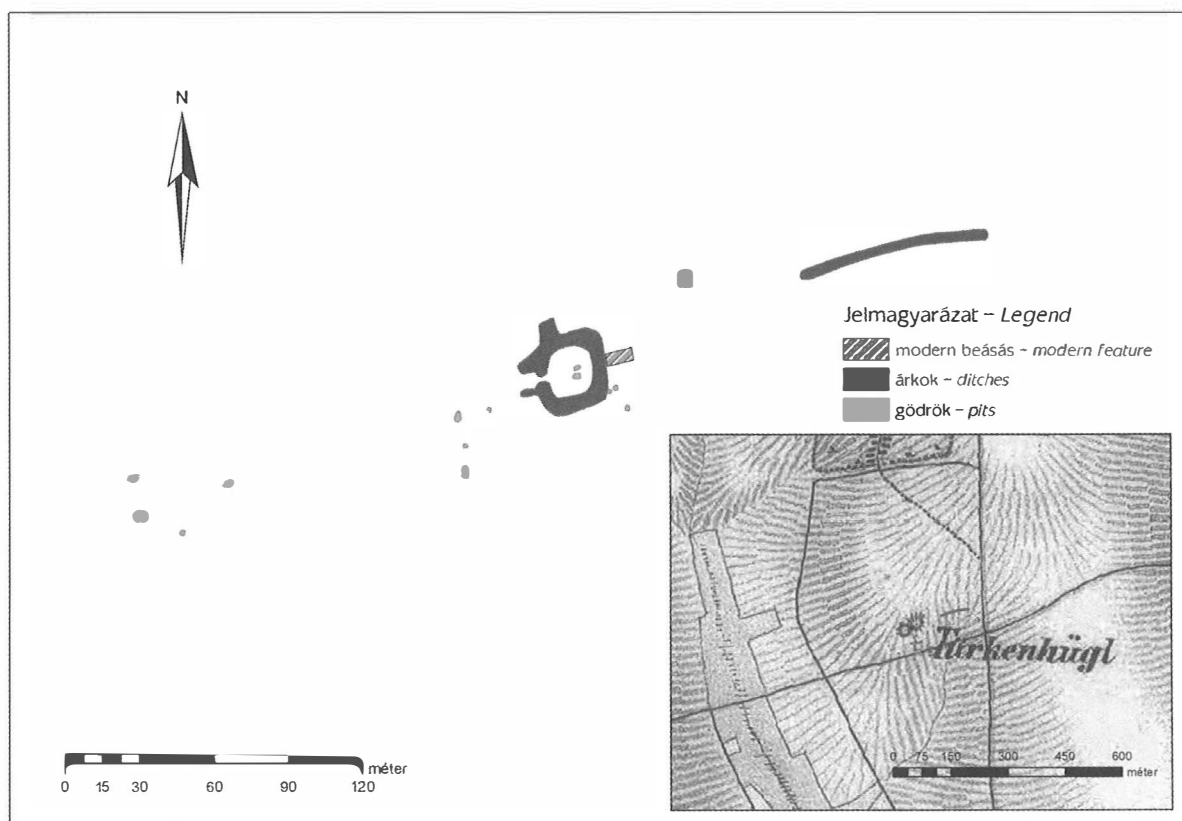 N
Jelmagyarázat – Legend
modern beásás – modern feature
árkok – ditches
gödrök – pits
Türkenhügl
0 75 150 300 450 600
méter
méter
0 15 30 60 90 120